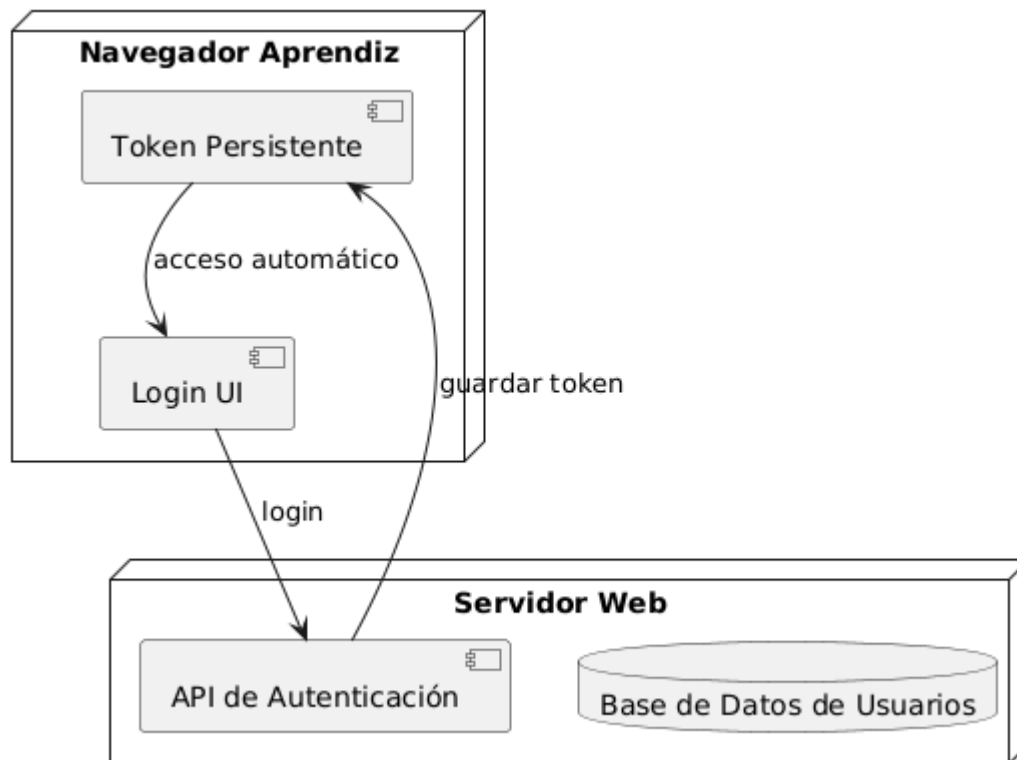 Navegador Aprendiz
Token Persistente
acceso automático
Login UI
guardar token
login
Servidor Web
API de Autenticación
Base de Datos de Usuarios